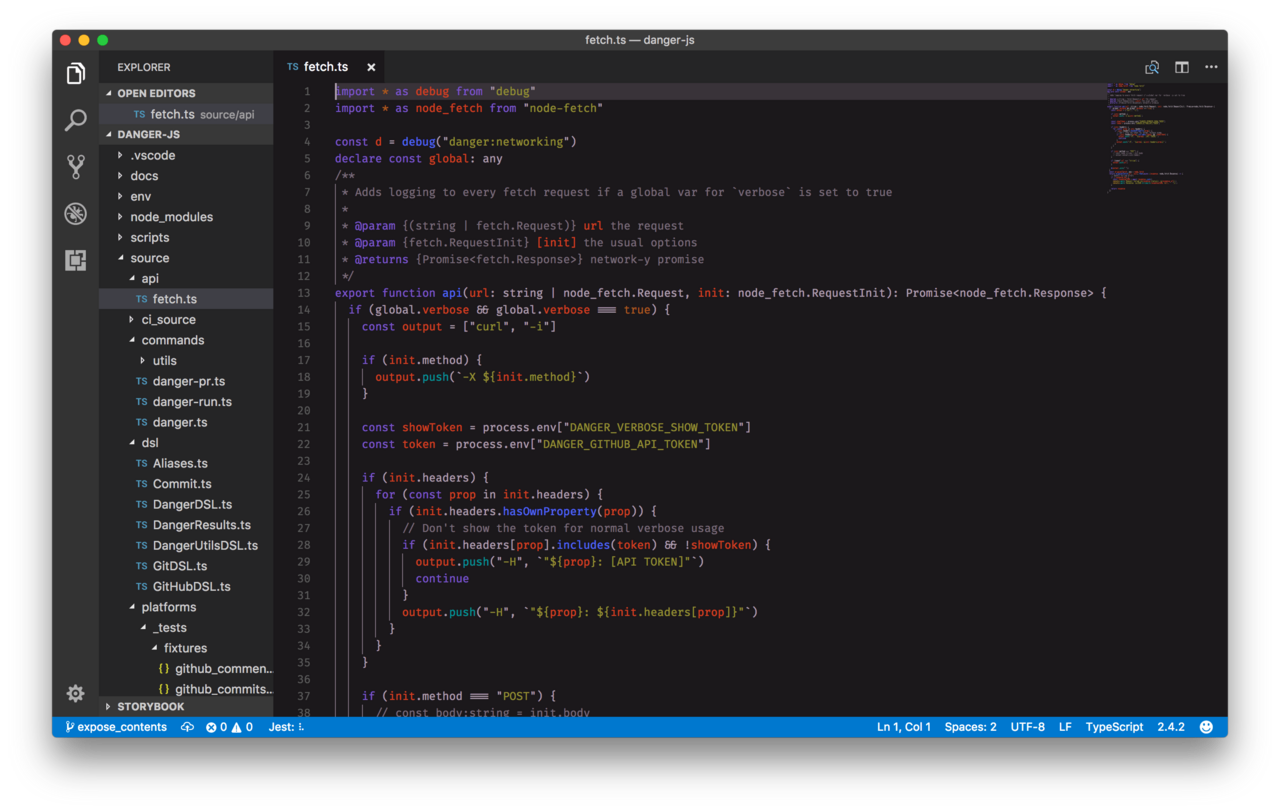 fetch.ts — danger-js
EXPLORER
OPEN EDITORS
TS fetch.ts source/api
DANGER-JS
.vscode
docs
env
node_modules
scripts
source
api
TS fetch.ts
ci_source
commands
utils
TS danger-pr.ts
TS danger-run.ts
TS danger.ts
dsl
TS Aliases.ts
TS Commit.ts
TS DangerDSL.ts
TS DangerResults.ts
TS DangerUtilsDSL.ts
TS GitDSL.ts
TS GitHubDSL.ts
platforms
_tests
fixtures
{} github_commen...
{} github_commits...
STORYBOOK
TS fetch.ts ×
1 import * as debug from "debug"
2 import * as node_fetch from "node-fetch"
3
4 const d = debug("danger:networking")
5 declare const global: any
6 /**
7  * Adds logging to every fetch request if a global var for `verbose` is set to true
8  *
9  * @param {(string | fetch.Request)} url the request
10  * @param {fetch.RequestInit} [init] the usual options
11  * @returns {Promise<fetch.Response>} network-y promise
12  */
13 export function api(url: string | node_fetch.Request, init: node_fetch.RequestInit): Promise<node_fetch.Response> {
14   if (global.verbose && global.verbose === true) {
15     const output = ["curl", "-i"]
16
17     if (init.method) {
18       output.push(`-X ${init.method}`)
19     }
20
21     const showToken = process.env["DANGER_VERBOSE_SHOW_TOKEN"]
22     const token = process.env["DANGER_GITHUB_API_TOKEN"]
23
24     if (init.headers) {
25       for (const prop in init.headers) {
26         if (init.headers.hasOwnProperty(prop)) {
27           // Don't show the token for normal verbose usage
28           if (init.headers[prop].includes(token) && !showToken) {
29             output.push("-H", `"${prop}: [API TOKEN]"`)
30             continue
31           }
32           output.push("-H", `"${prop}: ${init.headers[prop]}"`)
33         }
34       }
35     }
36
37     if (init.method === "POST") {
38       // const body:string = init.body
expose_contents 0 0 Jest:
Ln 1, Col 1 Spaces: 2 UTF-8 LF TypeScript 2.4.2